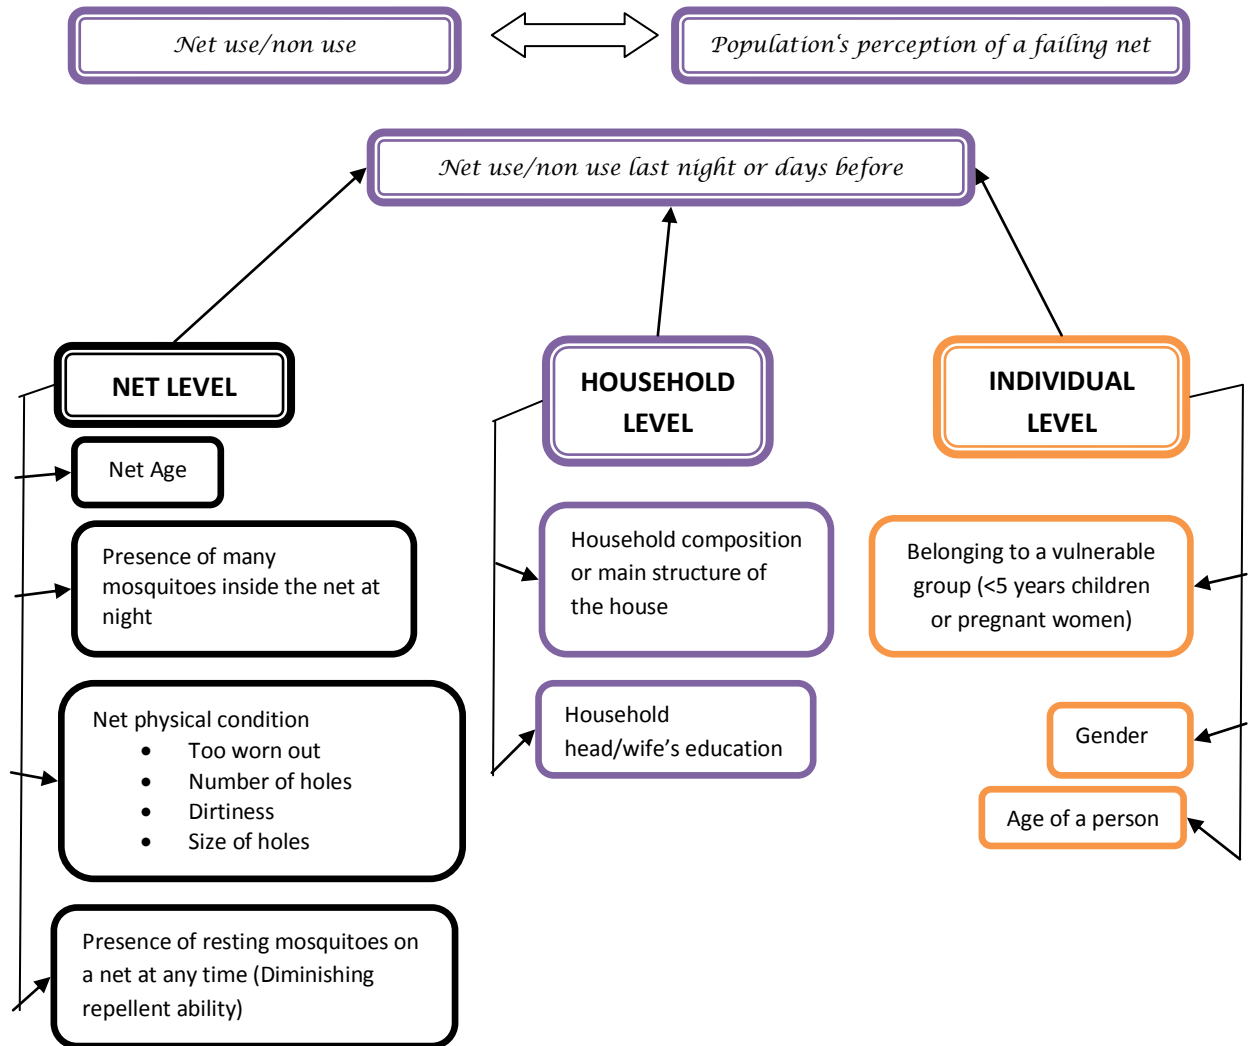 Net use/non use
Population‘s perception of a failing net
Net use/non use last night or days before
NET LEVEL
Net Age
Presence of many
mosquitoes inside the net at
night
Net physical condition
• Too worn out
• Number of holes
• Dirtiness
• Size of holes
Presence of resting mosquitoes on
a net at any time (Diminishing
repellent ability)
HOUSEHOLD
LEVEL
Household composition
or main structure of
the house
Household
head/wife’s education
INDIVIDUAL
LEVEL
Belonging to a vulnerable
group (<5 years children
or pregnant women)
Gender
Age of a person